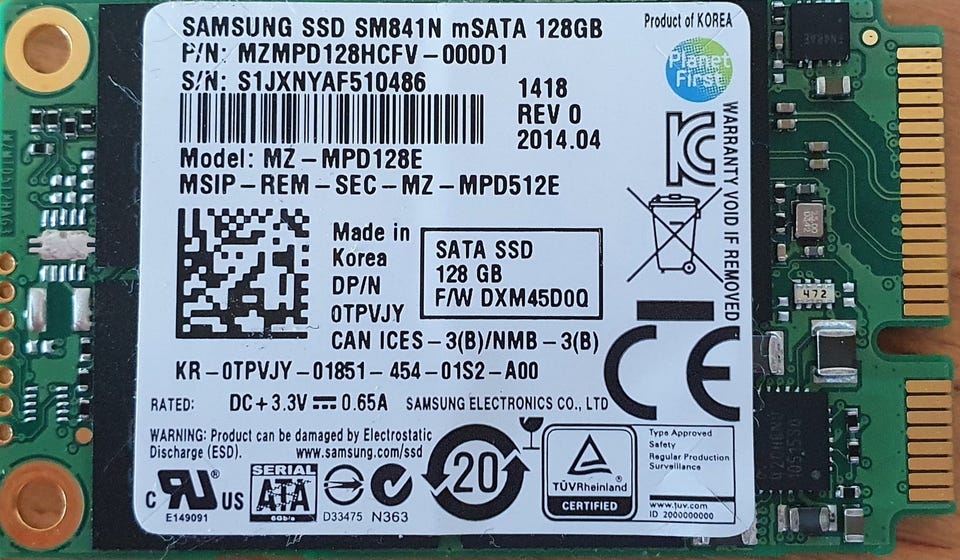 SAMSUNG SSD SM841N mSATA 128GB
P/N: MZMPD128HCFV-000D1
S/N: S1JXNYAF510486
Product of KOREA
Planet
First
1418
REV 0
2014.04
Model: MZ-MPD128E
MSIP-REM-SEC-MZ-MPD512E
WARRANTY VOID IF REMOVED
Made in
Korea
DP/N
0TPVJY
SATA SSD
128 GB
F/W DXM45D0Q
CAN ICES-3(B)/NMB-3(B)
KR-0TPVJY-01851-454-01S2-A00
CE
RATED: DC+3.3V 0.65A SAMSUNG ELECTRONICS CO., LTD
WARNING: Product can be damaged by Electrostatic
Discharge (ESD). www.samsung.com/ssd
C RU US
E149091
SERIAL
ATA
6Gb/s
D33475
N363
20
TÜVRheinland
CERTIFIED
Type Approved
Safety
Regular Production
Surveillance
www.tuv.com
ID 2000000000
472